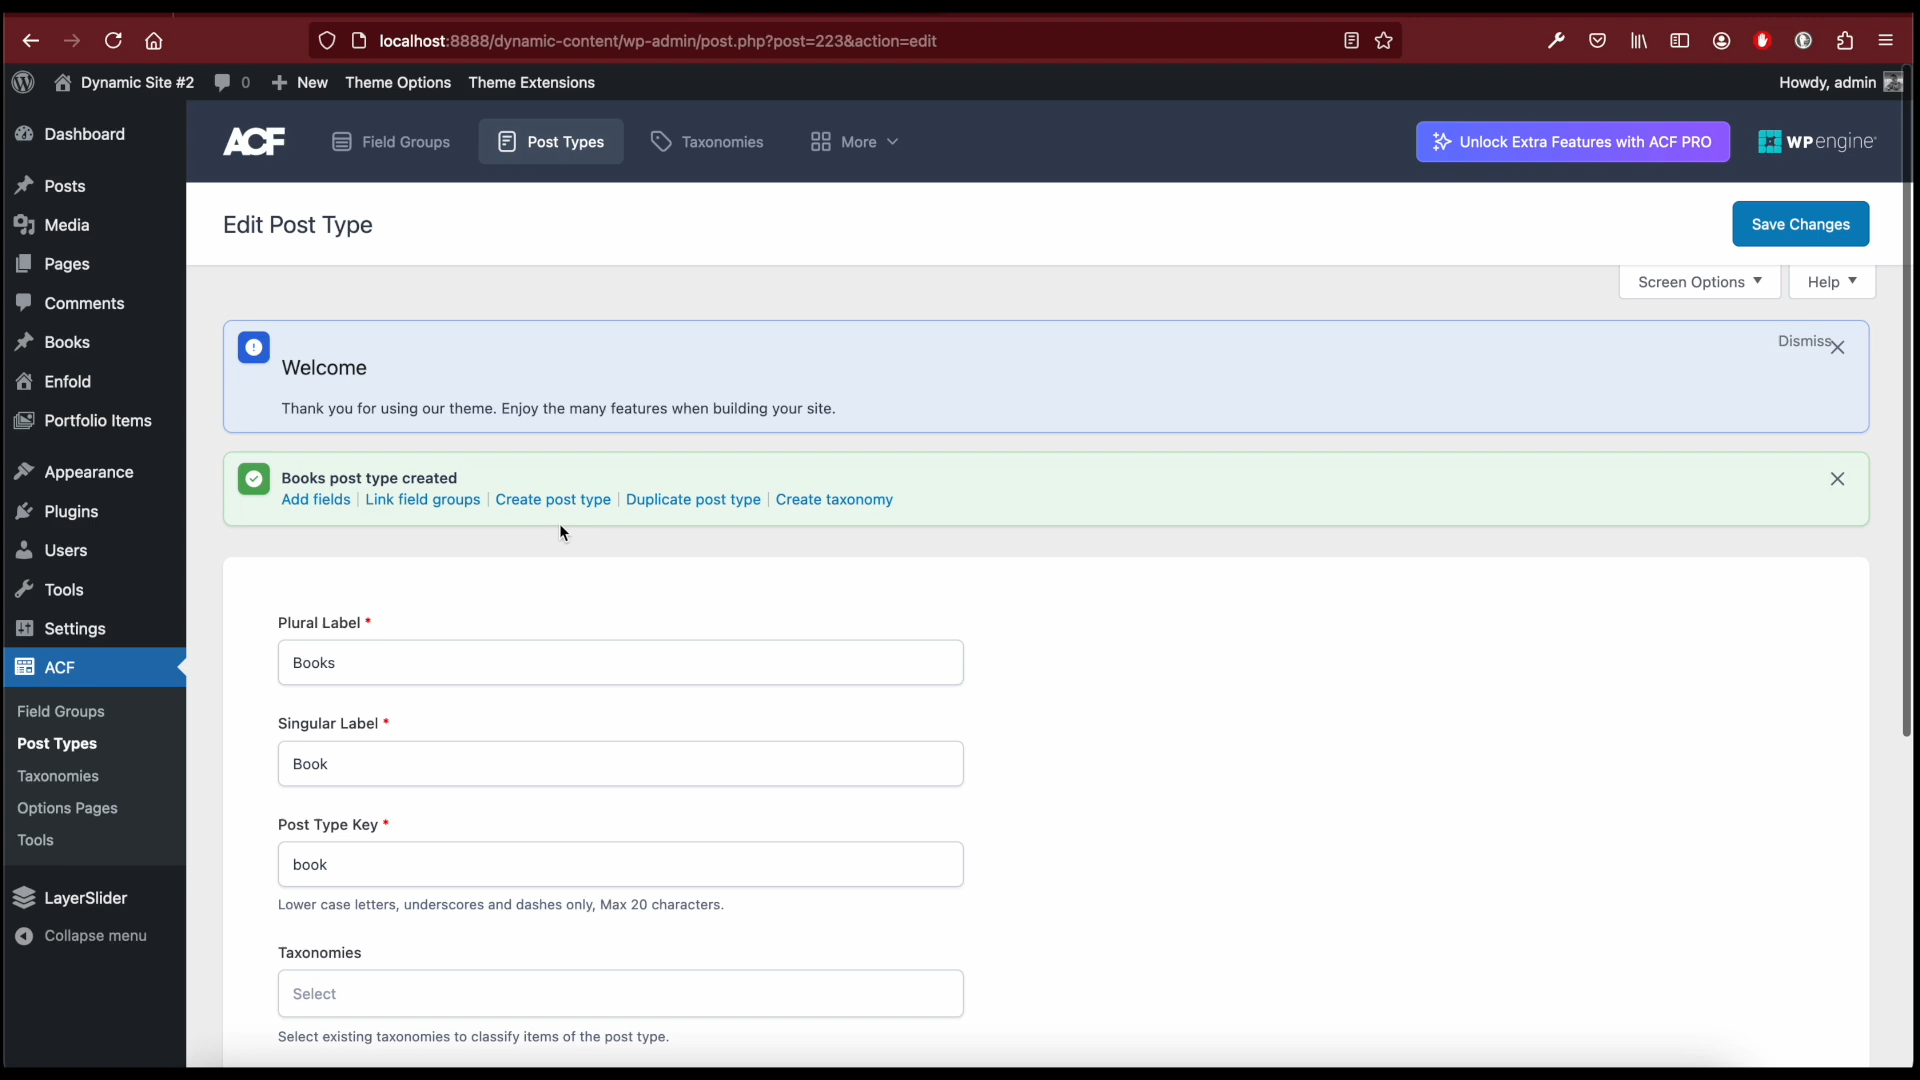 localhost:8888/dynamic-content/wp-admin/post.php?post=223&action=edit
Dynamic Site #2 0 New Theme Options Theme Extensions Howdy, admin
ACF Field Groups Post Types Taxonomies More Unlock Extra Features with ACF PRO WP engine
Dashboard
Posts
Media
Pages
Comments
Books
Enfold
Portfolio Items
Appearance
Plugins
Users
Tools
Settings
ACF
Field Groups
Post Types
Taxonomies
Options Pages
Tools
LayerSlider
Collapse menu
Edit Post Type Save Changes
Screen Options Help
Dismiss
Welcome
Thank you for using our theme. Enjoy the many features when building your site.
Books post type created
Add fields Link field groups Create post type Duplicate post type Create taxonomy
Plural Label *
Books
Singular Label *
Book
Post Type Key *
book
Lower case letters, underscores and dashes only, Max 20 characters.
Taxonomies
Select
Select existing taxonomies to classify items of the post type.